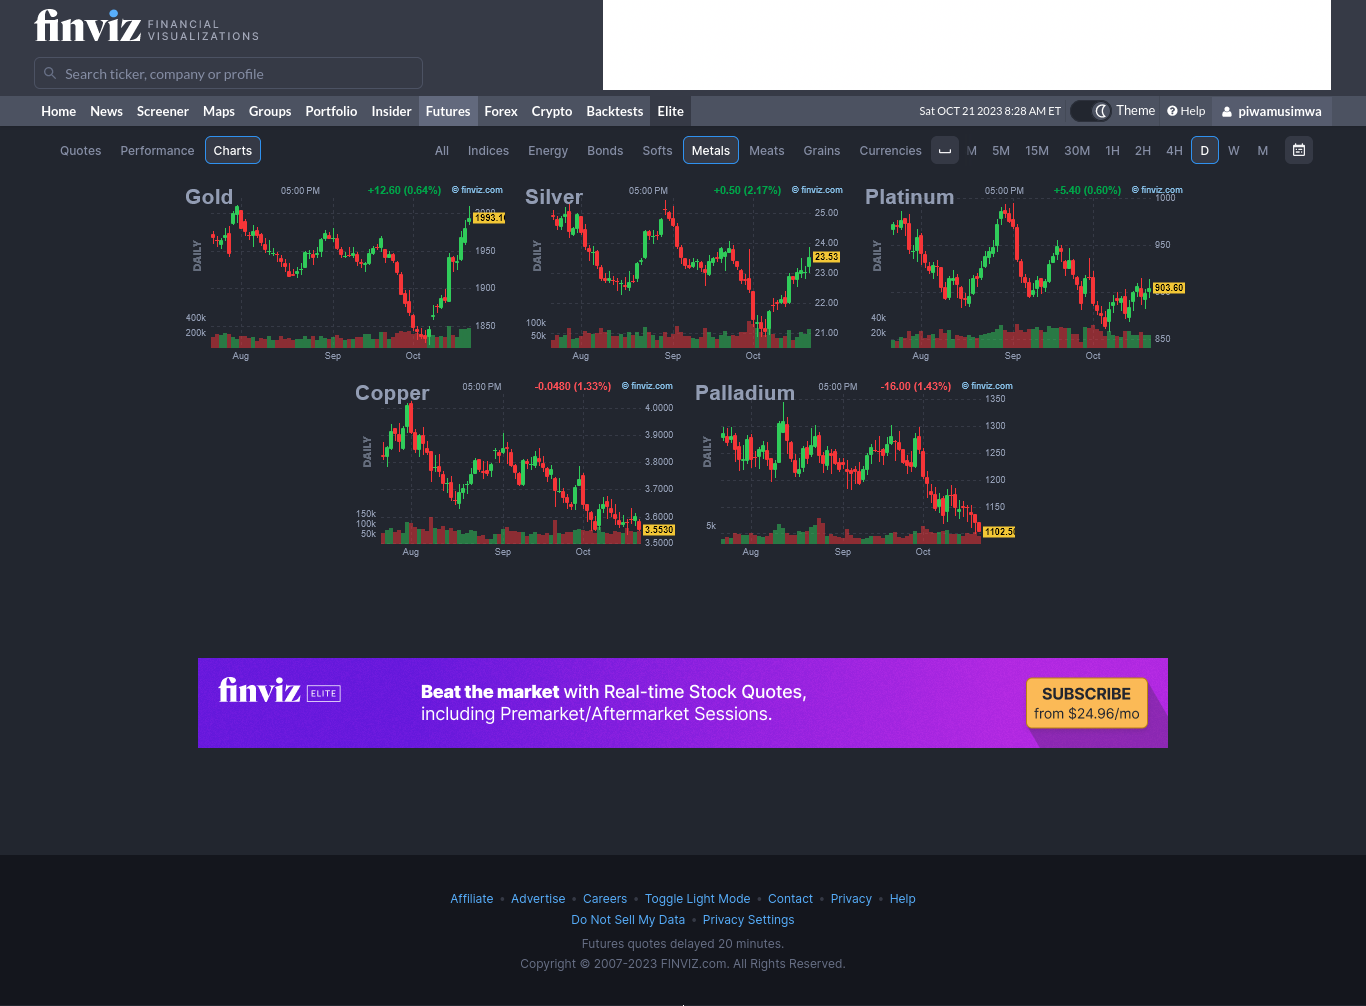 finviz FINANCIAL
VISUALIZATIONS
Search ticker, company or profile
Home News Screener Maps Groups Portfolio Insider Futures Forex Crypto Backtests Elite
Sat OCT 21 2023 8:28 AM ET Theme Help piwamusimwa
Quotes Performance Charts
All Indices Energy Bonds Softs Metals Meats Grains Currencies
M 5M 15M 30M 1H 2H 4H D W M
Gold 05:00 PM +12.60 (0.64%) © finviz.com
DAILY
1993.1
1950
1900
1850
400k
200k
Aug Sep Oct
Silver 05:00 PM +0.50 (2.17%) © finviz.com
DAILY
25.00
24.00
23.53
23.00
22.00
21.00
100k
50k
Aug Sep Oct
Platinum 05:00 PM +5.40 (0.60%) © finviz.com
DAILY
1000
950
903.60
850
40k
20k
Aug Sep Oct
Copper 05:00 PM -0.0480 (1.33%) © finviz.com
DAILY
4.0000
3.9000
3.8000
3.7000
3.6000
3.5530
3.5000
150k
100k
50k
Aug Sep Oct
Palladium 05:00 PM -16.00 (1.43%) © finviz.com
DAILY
1350
1300
1250
1200
1150
1102.50
5k
Aug Sep Oct
finviz ELITE
Beat the market with Real-time Stock Quotes,
including Premarket/Aftermarket Sessions.
SUBSCRIBE
from $24.96/mo
Affiliate • Advertise • Careers • Toggle Light Mode • Contact • Privacy • Help
Do Not Sell My Data • Privacy Settings
Futures quotes delayed 20 minutes.
Copyright © 2007-2023 FINVIZ.com. All Rights Reserved.